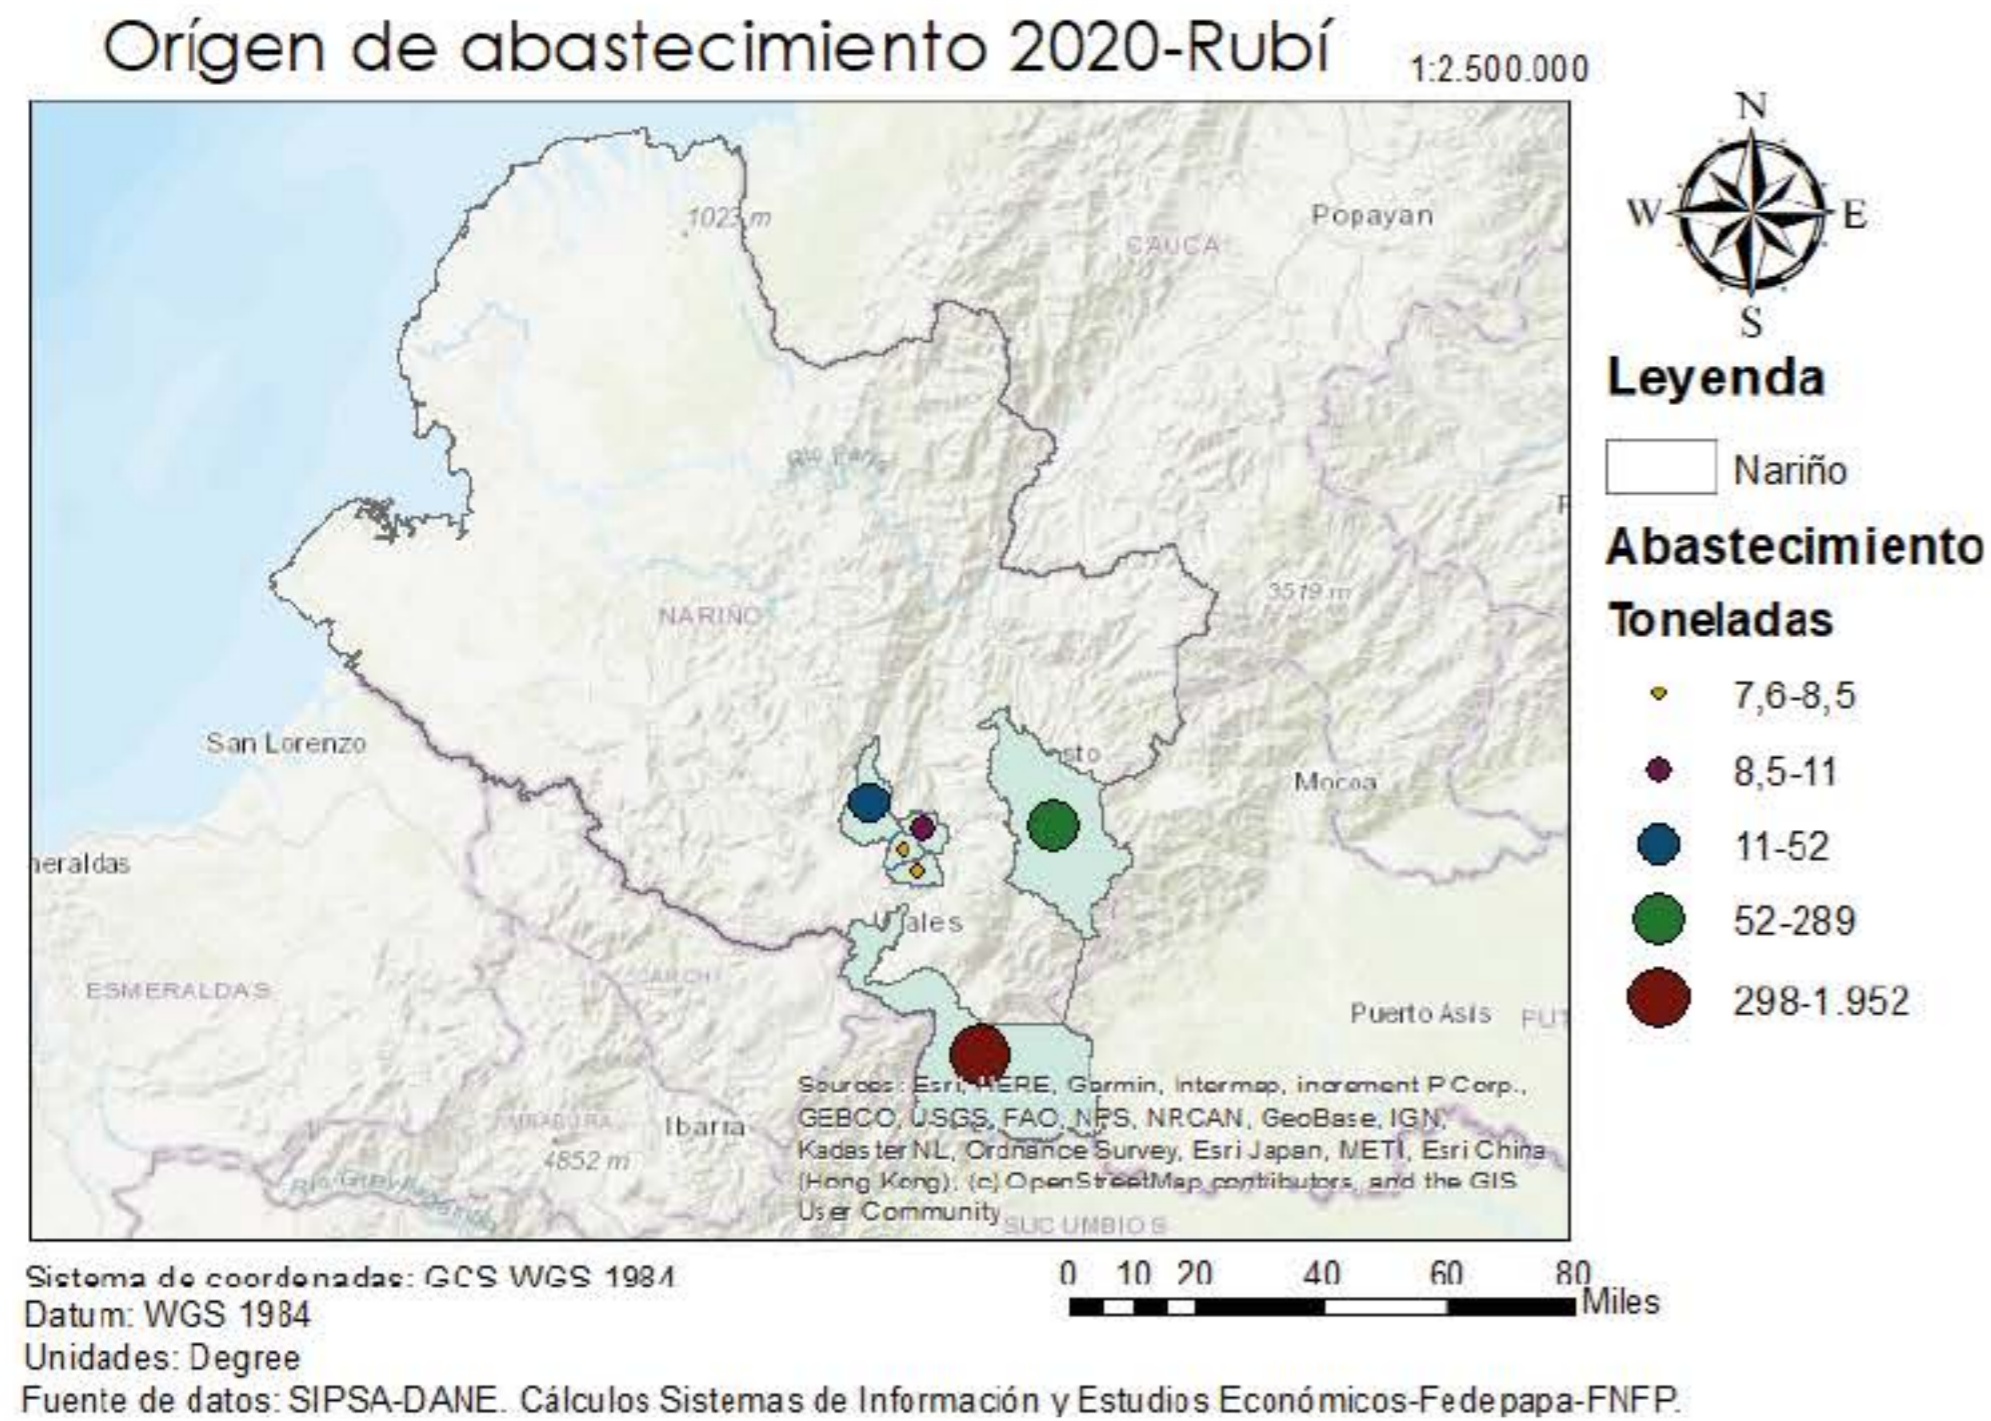 Orígen de abastecimiento 2020-Rubí
1:2.500.000
N
W
E
S
1023 m
Popayan
CAUCA
NARIÑO
3519 m
San Lorenzo
sto
Mocoa
neraldas
ales
ESMERALDAS
CARCHI
Puerto Asis
PUT
Ibarra
4852 m
SUCUMBIOS
Sources: Esri, HERE, Garmin, Intermap, increment P Corp.,
GEBCO, USGS, FAO, NPS, NRCAN, GeoBase, IGN,
Kadaster NL, Ordnance Survey, Esri Japan, METI, Esri China
(Hong Kong), (c) OpenStreetMap contributors, and the GIS
User Community
Leyenda
Nariño
Abastecimiento
Toneladas
7,6-8,5
8,5-11
11-52
52-289
298-1.952
0 10 20 40 60 80
Miles
Sistema de coordenadas: GCS WGS 1984
Datum: WGS 1984
Unidades: Degree
Fuente de datos: SIPSA-DANE. Cálculos Sistemas de Información y Estudios Económicos-Fedepapa-FNFP.